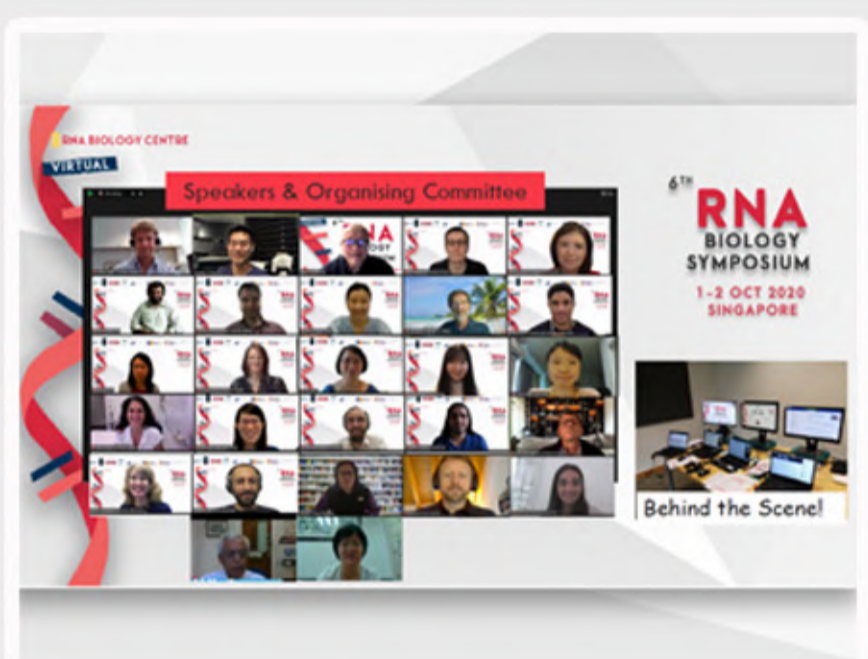 RNA BIOLOGY CENTRE
VIRTUAL
Speakers & Organising Committee
6TH
RNA
BIOLOGY
SYMPOSIUM
1-2 OCT 2020
SINGAPORE
Behind the Scene!